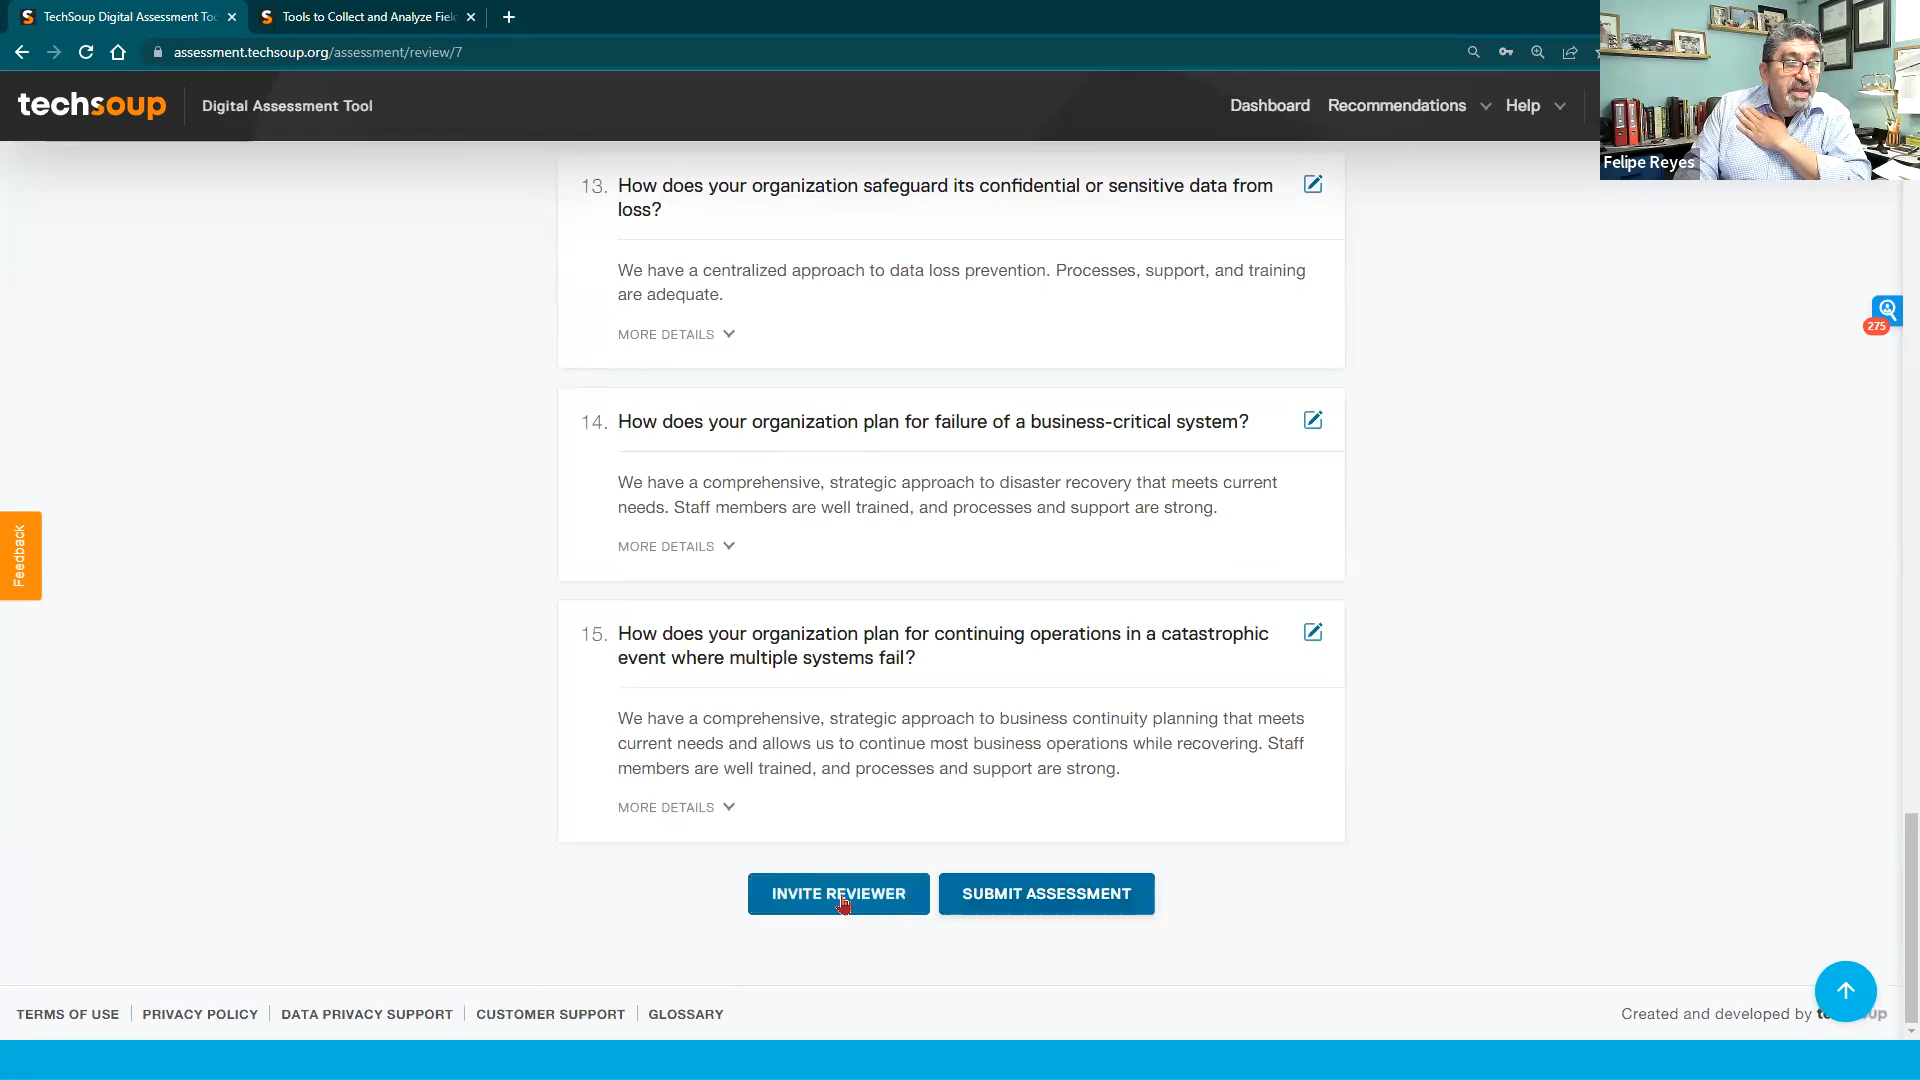 TechSoup Digital Assessment Too
Tools to Collect and Analyze Field
assessment.techsoup.org/assessment/review/7
techsoup
Digital Assessment Tool
Dashboard
Recommendations
Help
Felipe Reyes
13. How does your organization safeguard its confidential or sensitive data from
loss?
We have a centralized approach to data loss prevention. Processes, support, and training
are adequate.
MORE DETAILS
275
14. How does your organization plan for failure of a business-critical system?
We have a comprehensive, strategic approach to disaster recovery that meets current
needs. Staff members are well trained, and processes and support are strong.
MORE DETAILS
Feedback
15. How does your organization plan for continuing operations in a catastrophic
event where multiple systems fail?
We have a comprehensive, strategic approach to business continuity planning that meets
current needs and allows us to continue most business operations while recovering. Staff
members are well trained, and processes and support are strong.
MORE DETAILS
INVITE REVIEWER
SUBMIT ASSESSMENT
TERMS OF USE
PRIVACY POLICY
DATA PRIVACY SUPPORT
CUSTOMER SUPPORT
GLOSSARY
Created and developed by